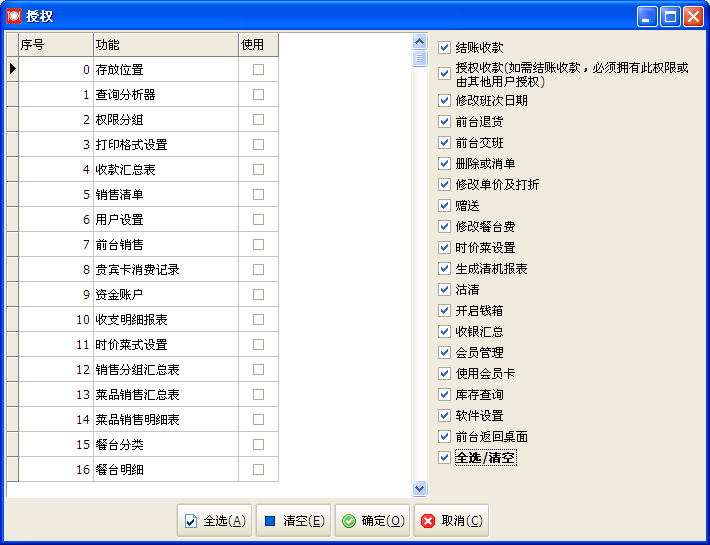 授权
序号 功能 使用
0 存放位置
1 查询分析器
2 权限分组
3 打印格式设置
4 收款汇总表
5 销售清单
6 用户设置
7 前台销售
8 贵宾卡消费记录
9 资金账户
10 收支明细报表
11 时价菜式设置
12 销售分组汇总表
13 菜品销售汇总表
14 菜品销售明细表
15 餐台分类
16 餐台明细
结账收款
授权收款(如需结账收款，必须拥有此权限或
由其他用户授权)
修改班次日期
前台退货
前台交班
删除或消单
修改单价及打折
赠送
修改餐台费
时价菜设置
生成清机报表
沽清
开启钱箱
收银汇总
会员管理
使用会员卡
库存查询
软件设置
前台返回桌面
全选/清空
全选(A) 清空(E) 确定(O) 取消(C)